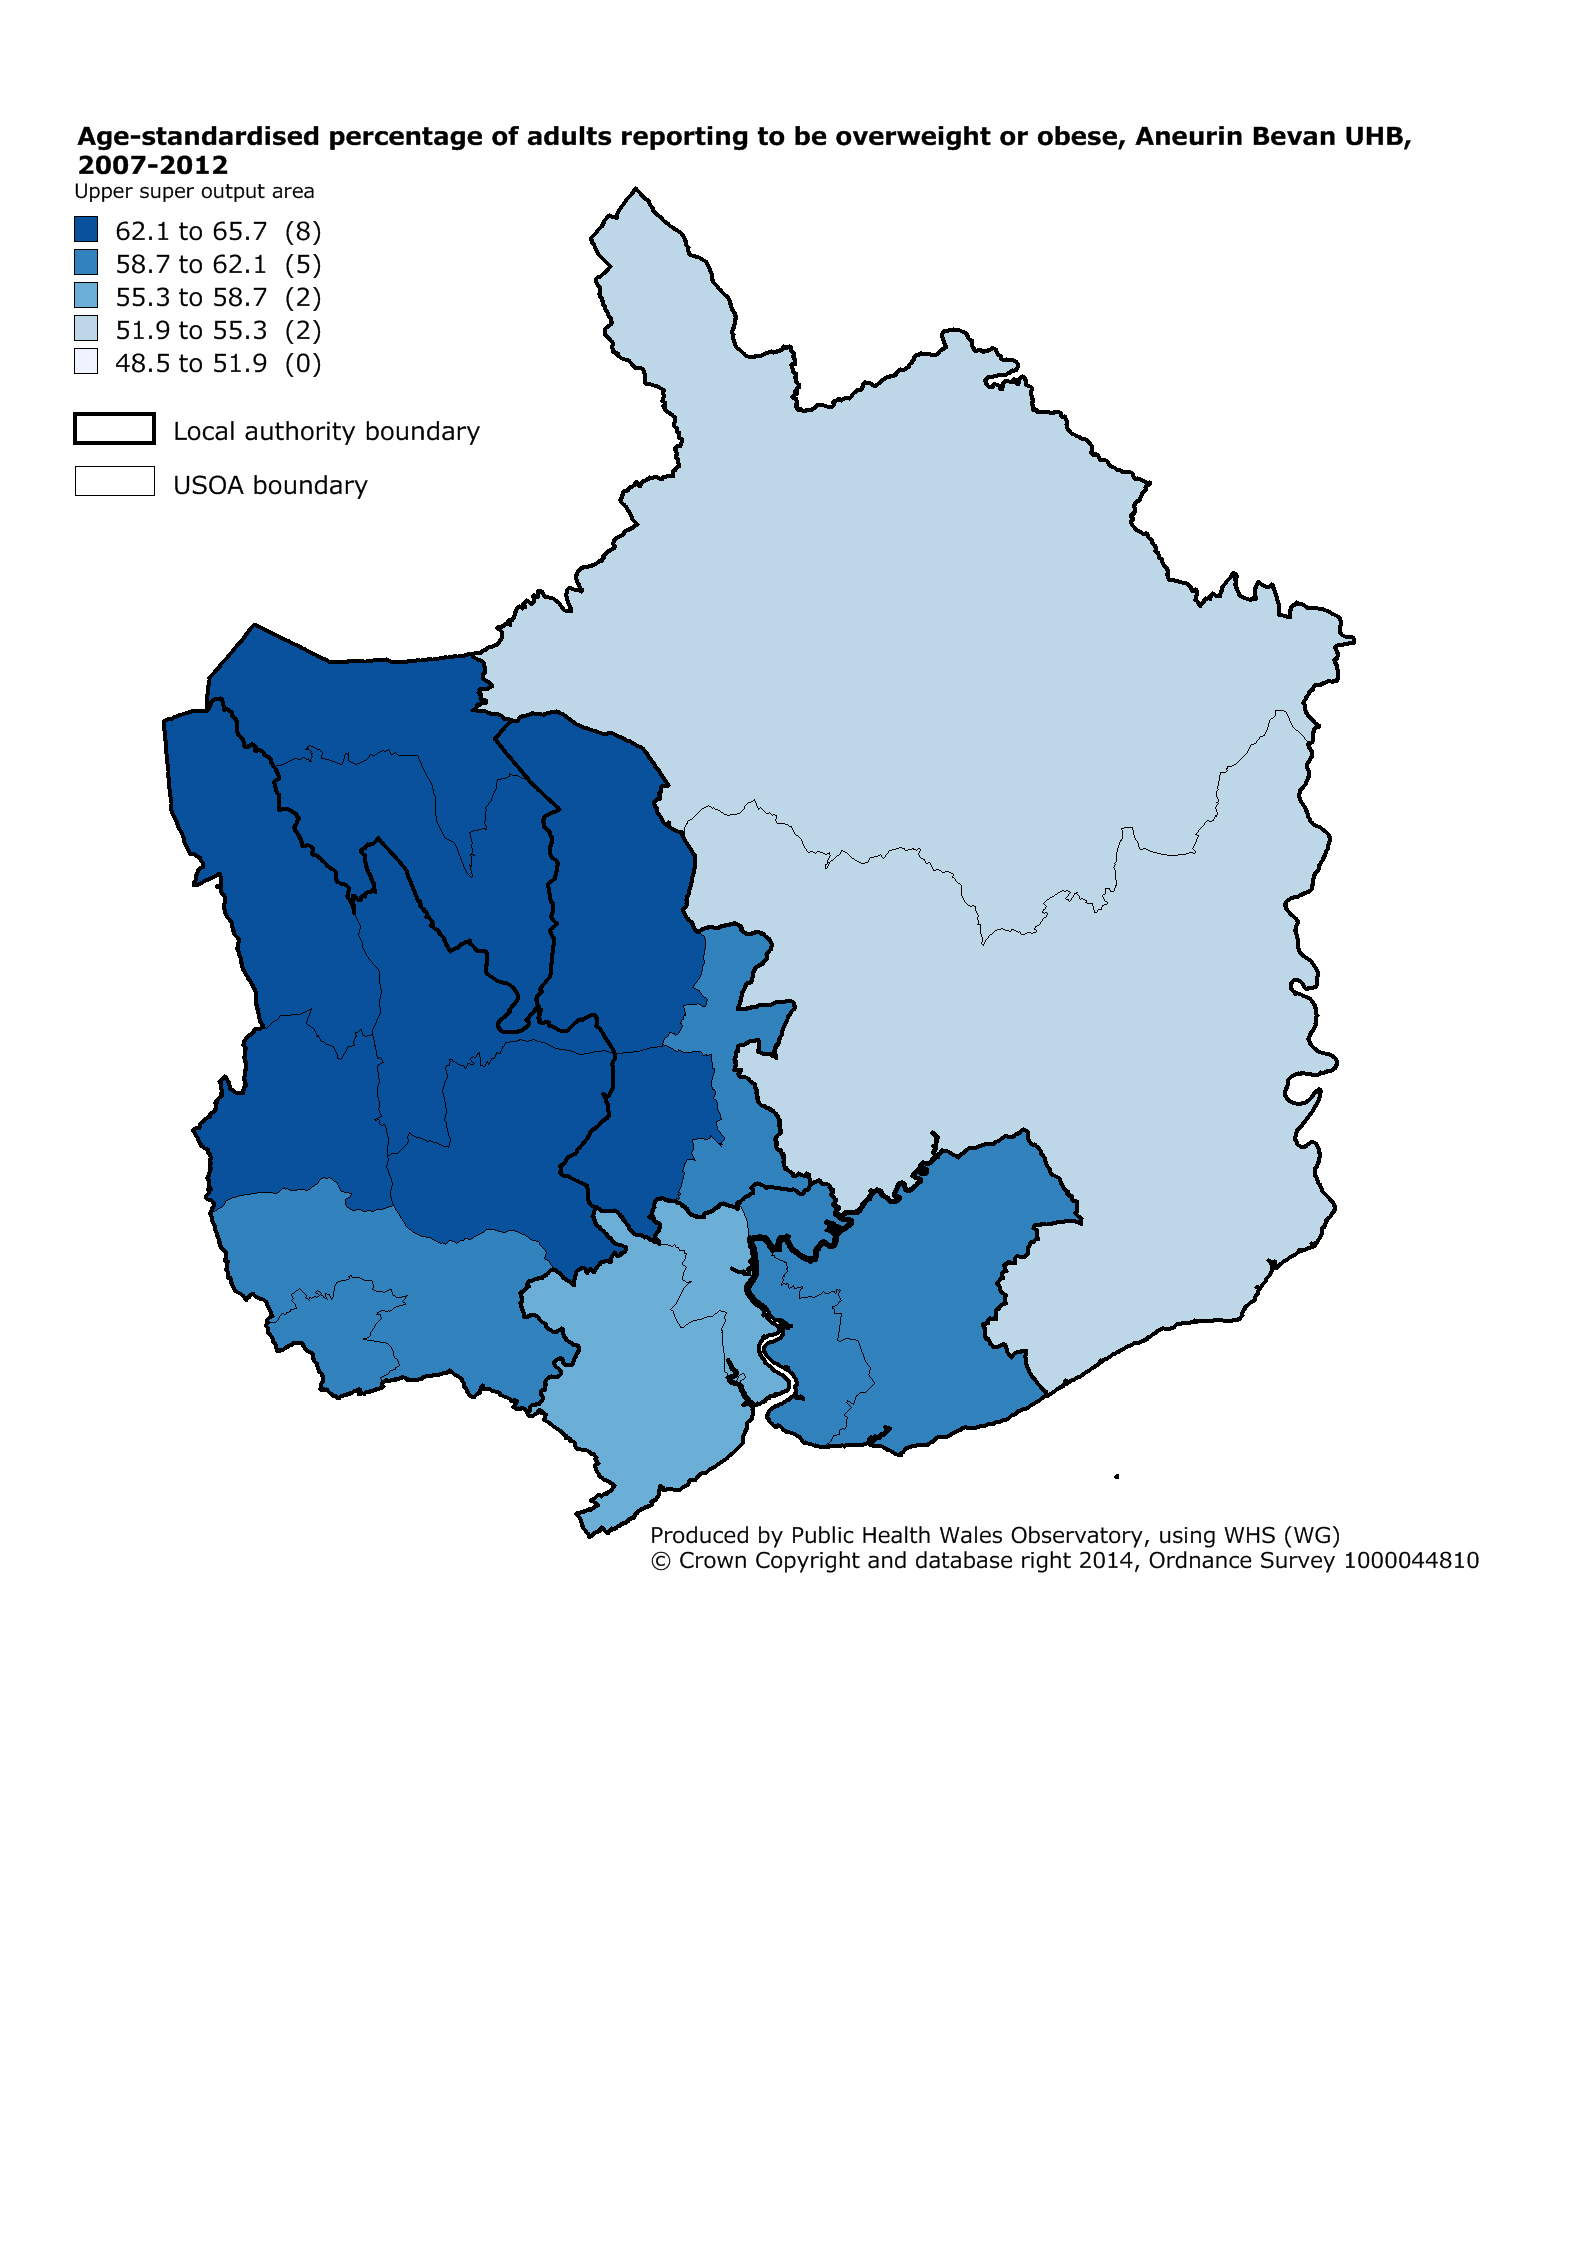 Age-standardised percentage of adults reporting to be overweight or obese, Aneurin Bevan UHB,
2007-2012
Upper super output area
62.1 to 65.7 (8)
58.7 to 62.1 (5)
55.3 to 58.7 (2)
51.9 to 55.3 (2)
48.5 to 51.9 (0)
Local authority boundary
USOA boundary
Produced by Public Health Wales Observatory, using WHS (WG)
© Crown Copyright and database right 2014, Ordnance Survey 1000044810